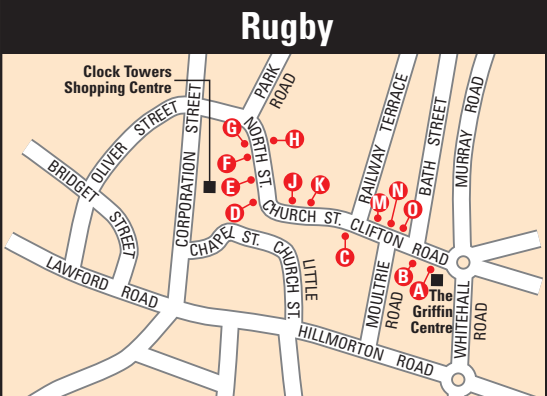 Rugby
Clock Towers
Shopping Centre
PARK
ROAD
OLIVER STREET
CORPORATION STREET
NORTH ST.
RAILWAY TERRACE
BATH STREET
MURRAY ROAD
G
H
F
E
D
J
K
M
N
O
BRIDGET
STREET
CHURCH ST.
CLIFTON ROAD
C
B
A
CHAPEL ST.
LITTLE
CHURCH ST.
LAWFORD ROAD
MOULTRIE
ROAD
The
Griffin
Centre
WHITEHALL
ROAD
HILLMORTON ROAD